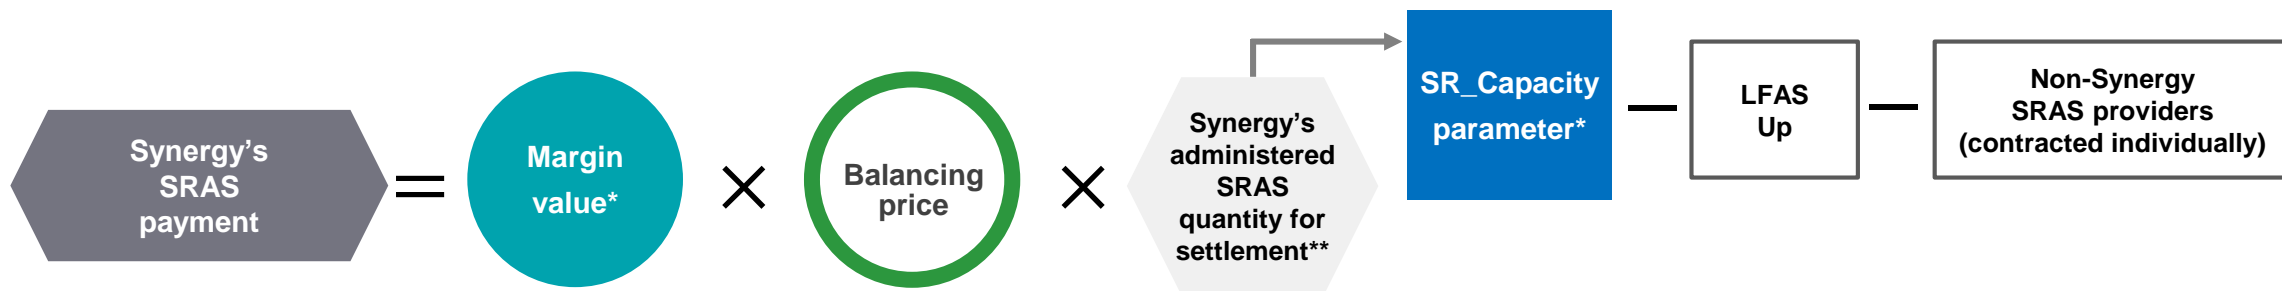 Synergy's
SRAS
payment
=
Margin
value*
×
Balancing
price
×
Synergy's
administered
SRAS
quantity for
settlement**
SR_Capacity
parameter*
—
LFAS
Up
—
Non-Synergy
SRAS providers
(contracted individually)